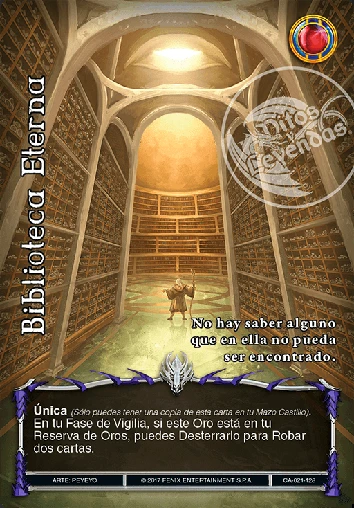 Biblioteca Eterna
mitos
y
leyendas
No hay saber alguno
que en ella no pueda
ser encontrado.
Única (Sólo puedes tener una copia de esta carta en tu Mazo Castillo).
En tu Fase de Vigilia, si este Oro está en tu
Reserva de Oros, puedes Desterrarlo para Robar
dos cartas.
ARTE: PEYEYO
© 2017 FENIX ENTERTAINMENT S.P.A.